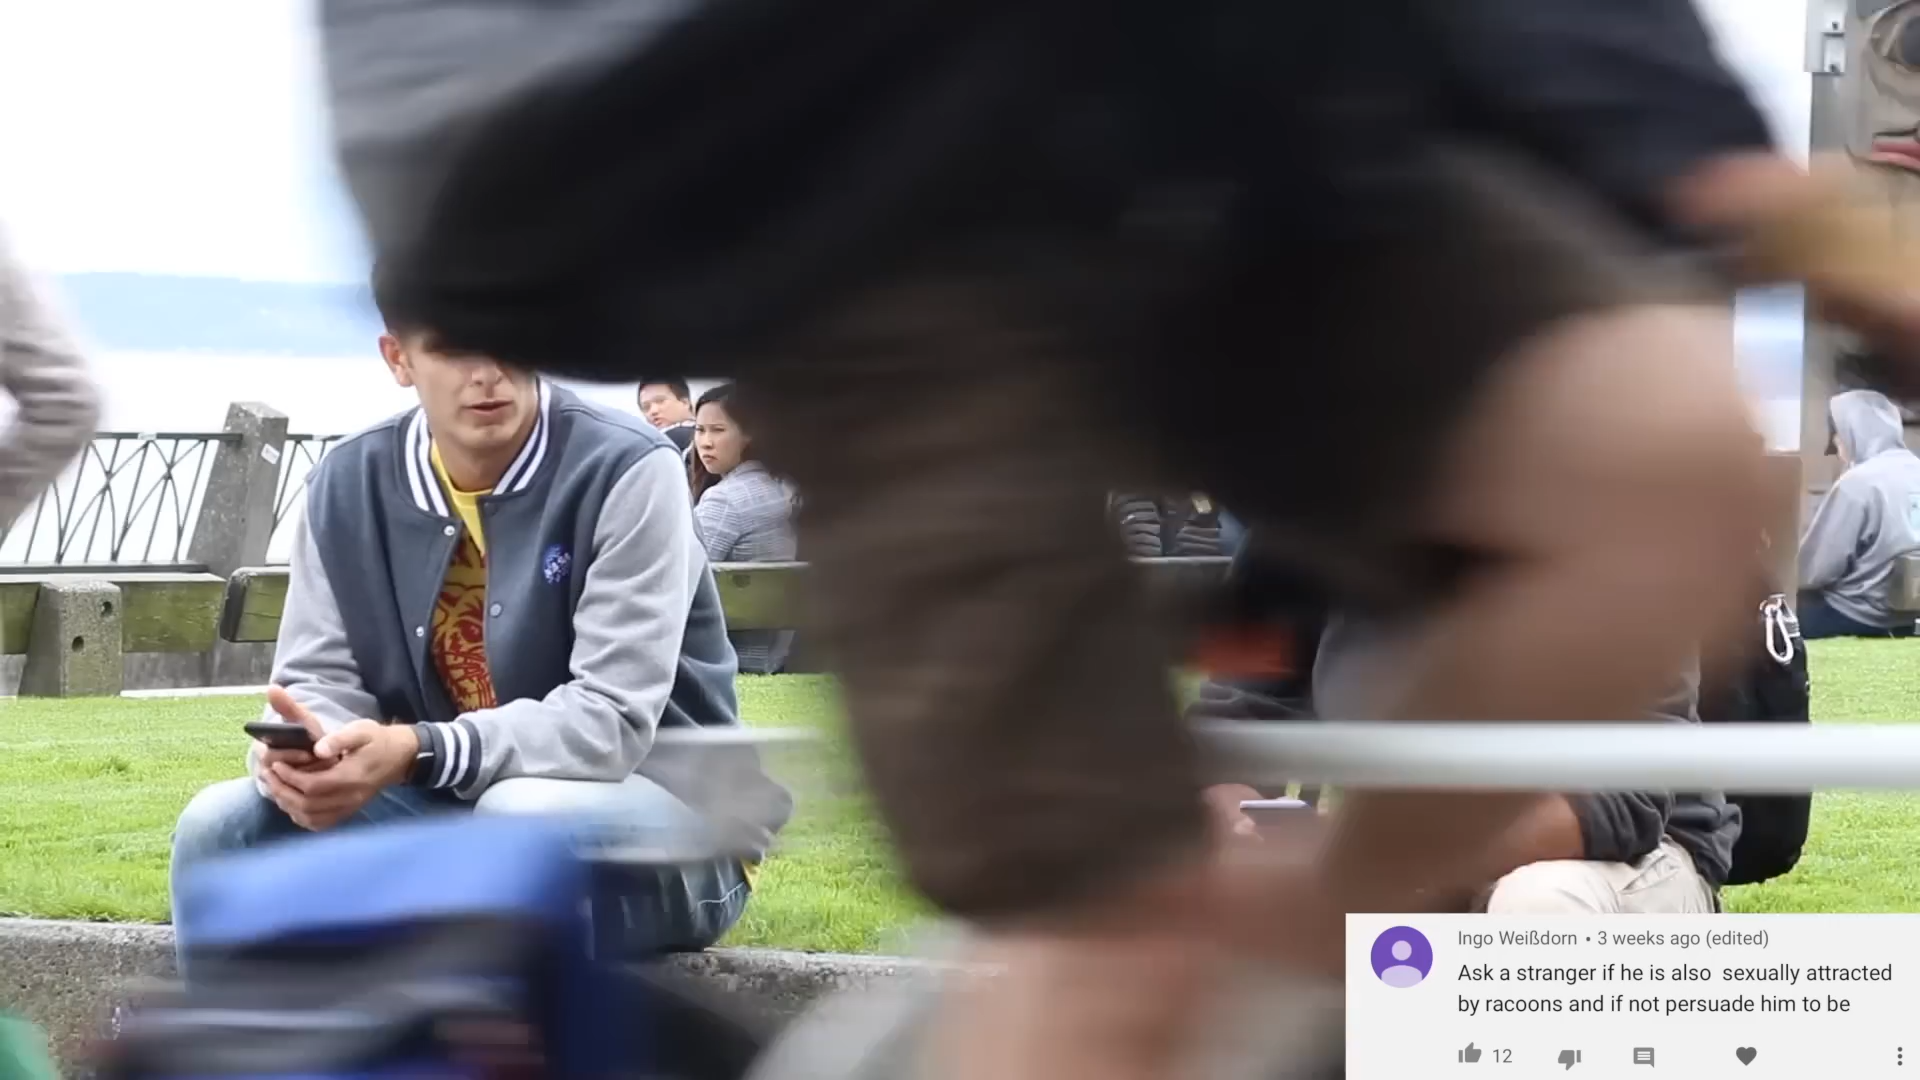 Ingo Weißdorn • 3 weeks ago (edited)
Ask a stranger if he is also  sexually attracted
by racoons and if not persuade him to be
12